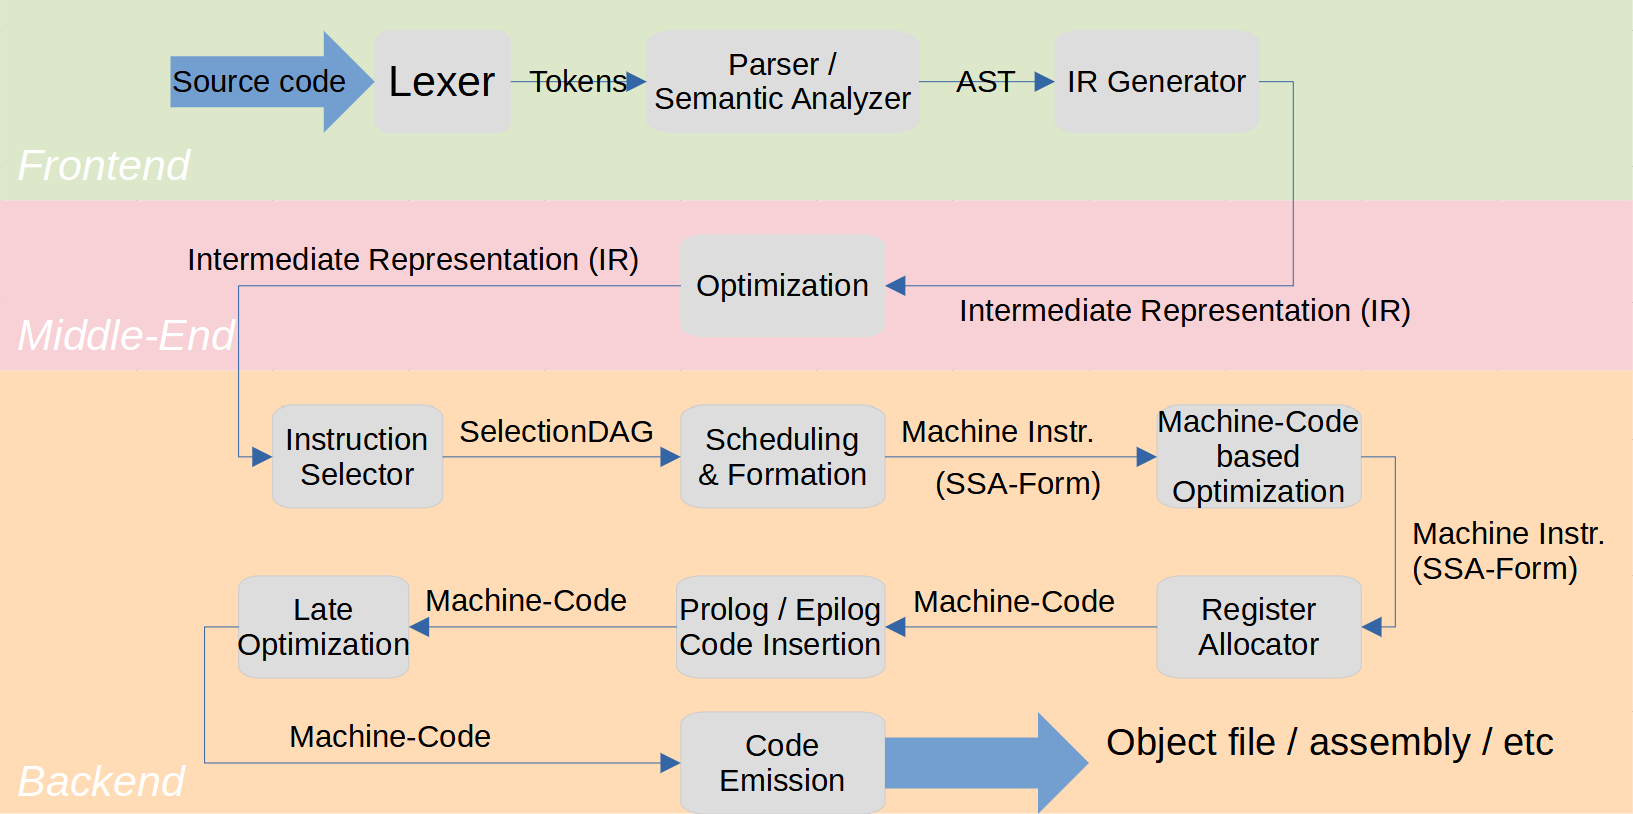 Source code
Lexer
Tokens
Parser /
Semantic Analyzer
AST
IR Generator
Frontend
Intermediate Representation (IR)
Optimization
Intermediate Representation (IR)
Middle-End
Instruction
Selector
SelectionDAG
Scheduling
& Formation
Machine Instr.
(SSA-Form)
Machine-Code
based
Optimization
Machine Instr.
(SSA-Form)
Register
Allocator
Machine-Code
Prolog / Epilog
Code Insertion
Machine-Code
Late
Optimization
Machine-Code
Code
Emission
Object file / assembly / etc
Backend